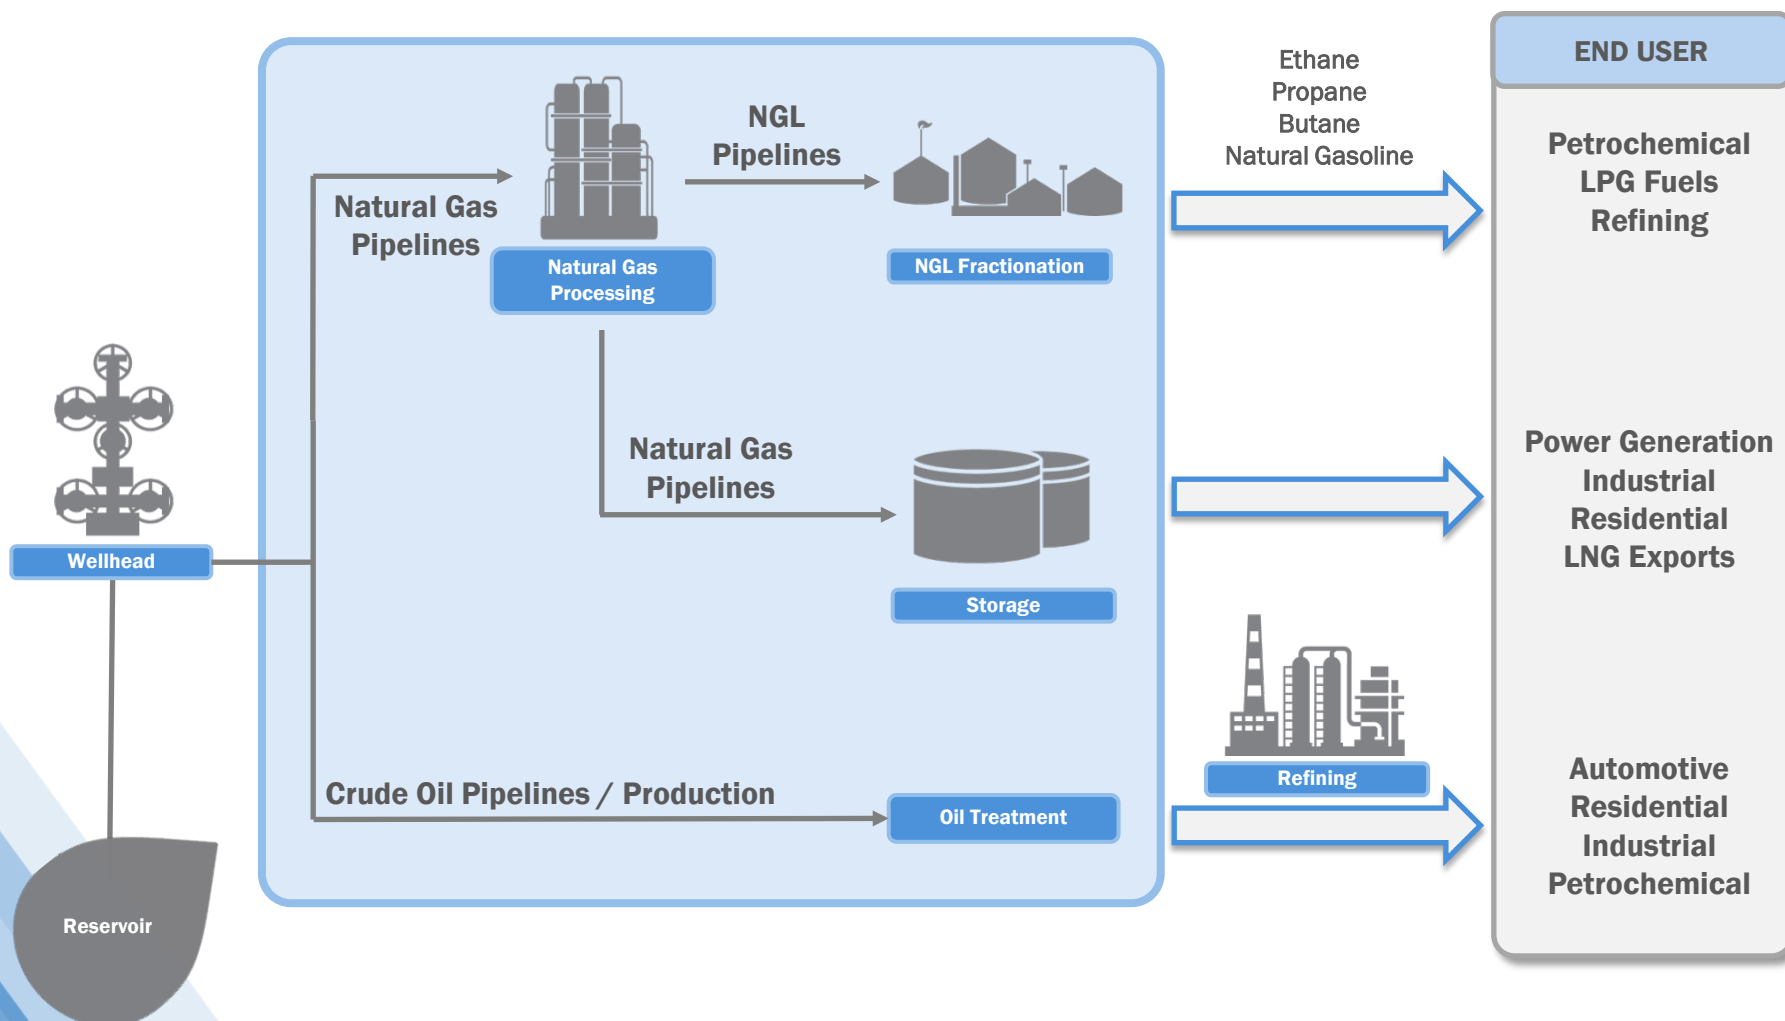 Ethane
Propane
Butane
Natural Gasoline
END USER
NGL
Pipelines
Petrochemical
LPG Fuels
Refining
Natural Gas
Pipelines
Natural Gas
Processing
NGL Fractionation
Natural Gas
Pipelines
Power Generation
Industrial
Residential
LNG Exports
Wellhead
Storage
Refining
Crude Oil Pipelines / Production
Oil Treatment
Automotive
Residential
Industrial
Petrochemical
Reservoir